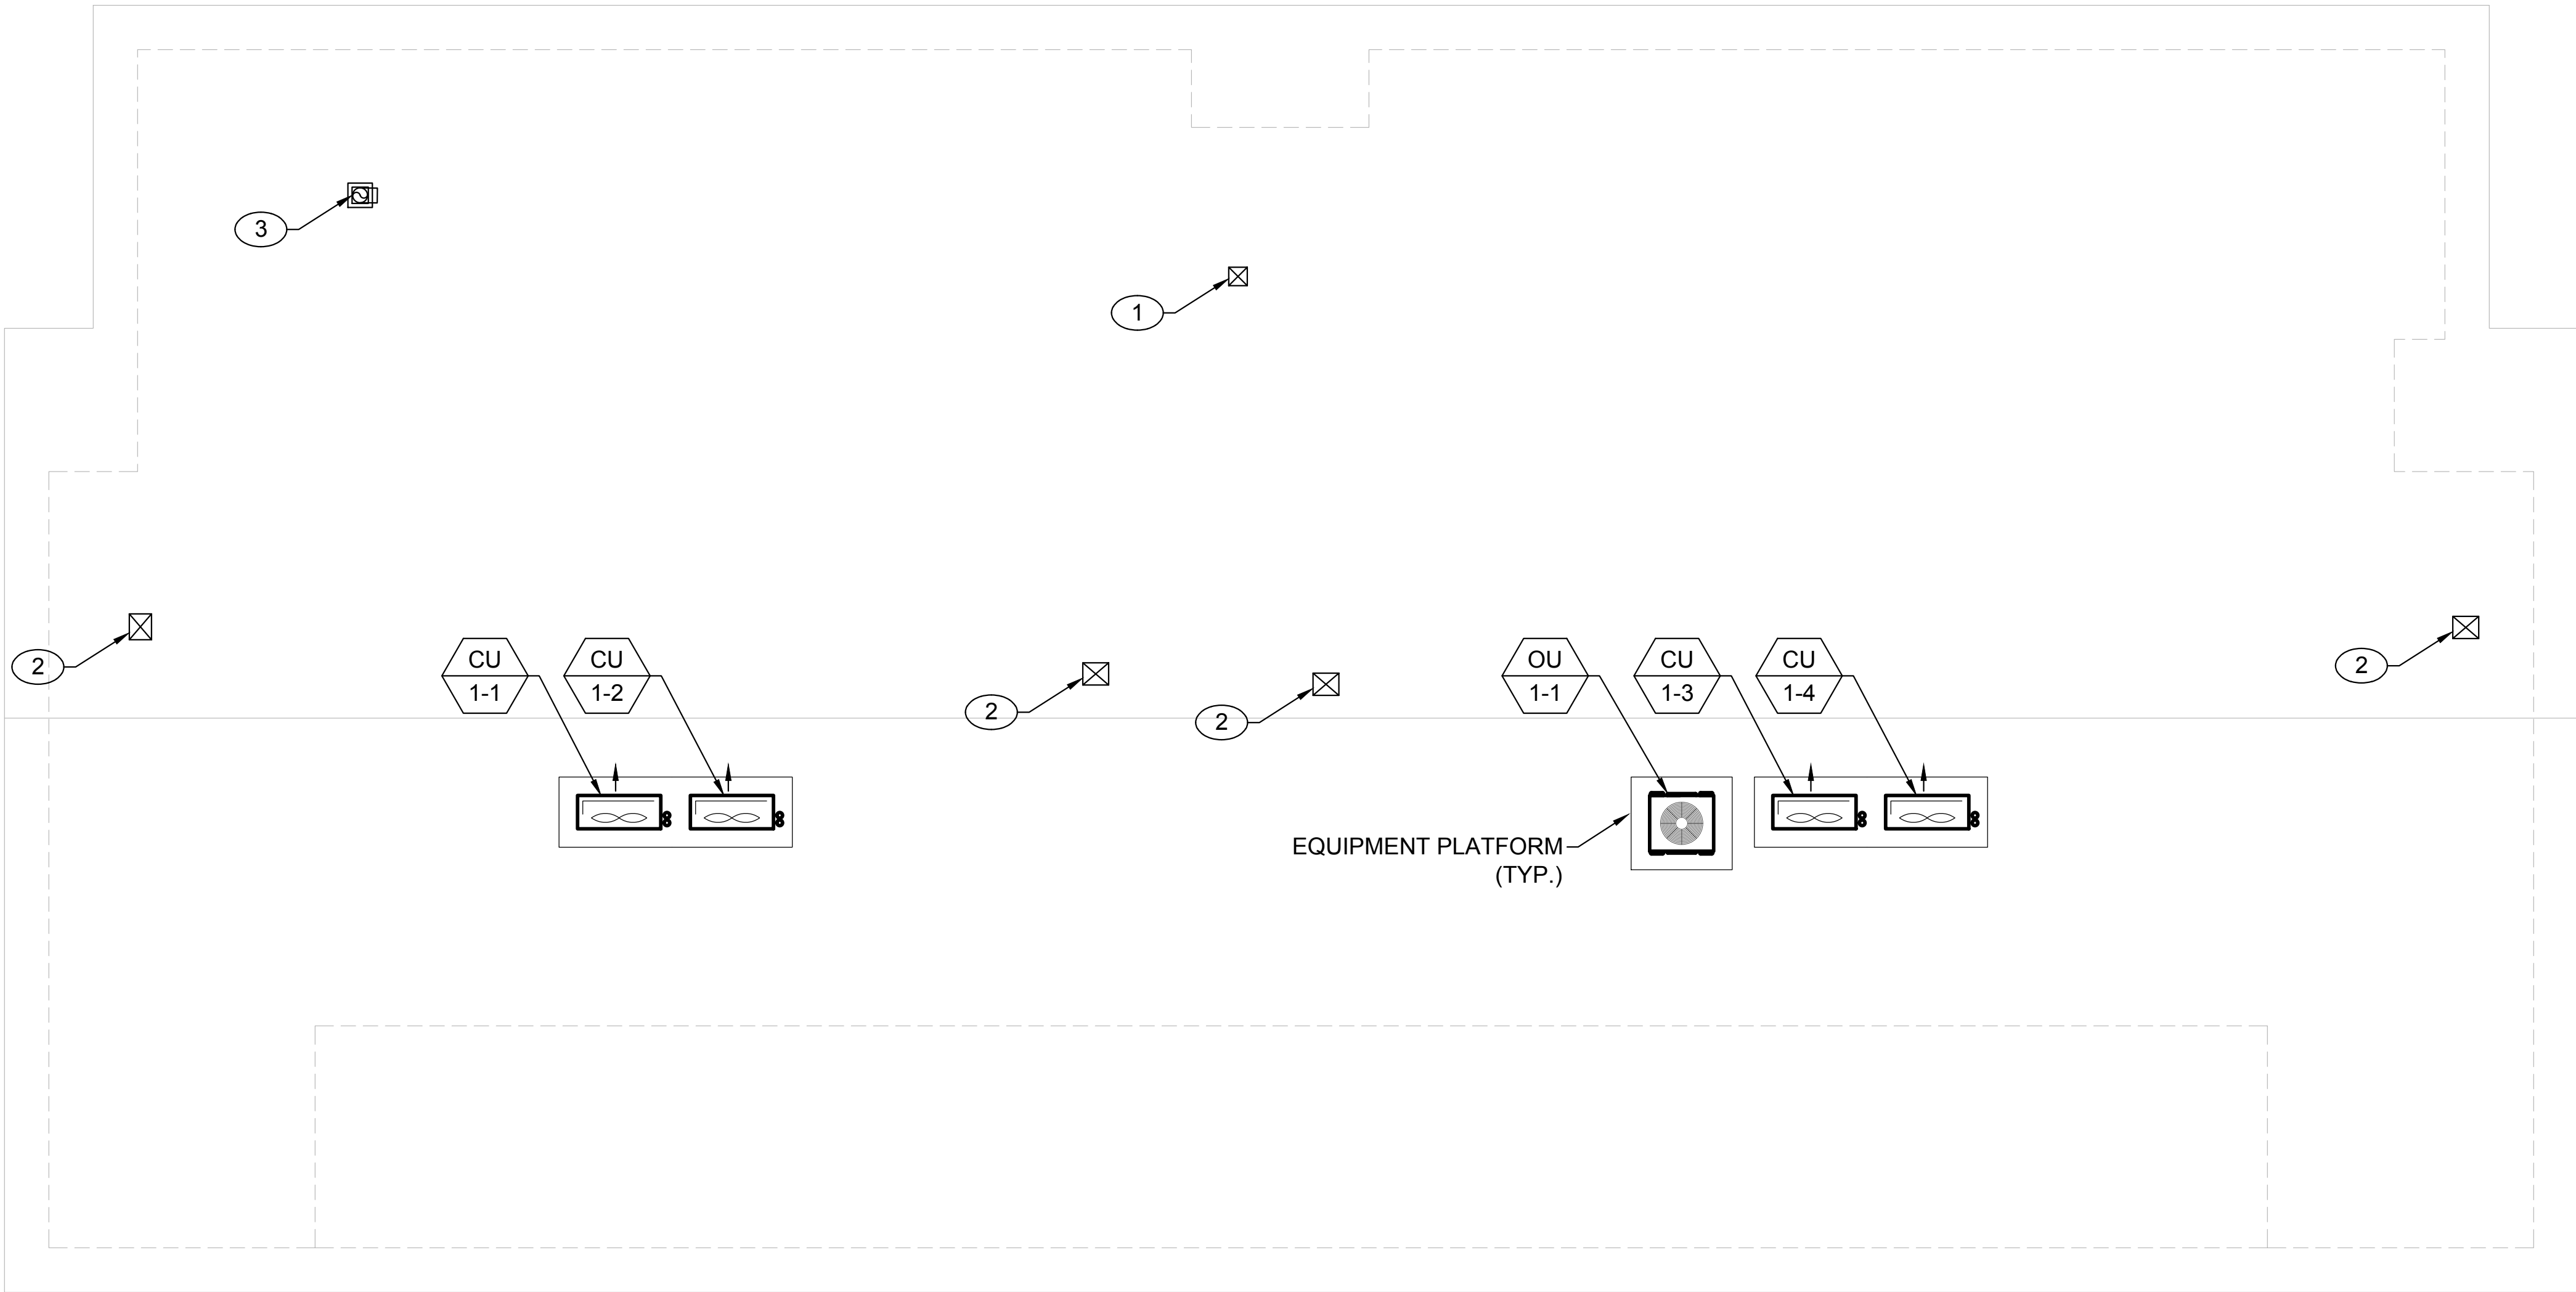 3
1
2
CU
1-1
CU
1-2
2
2
OU
1-1
CU
1-3
CU
1-4
2
EQUIPMENT PLATFORM
(TYP.)